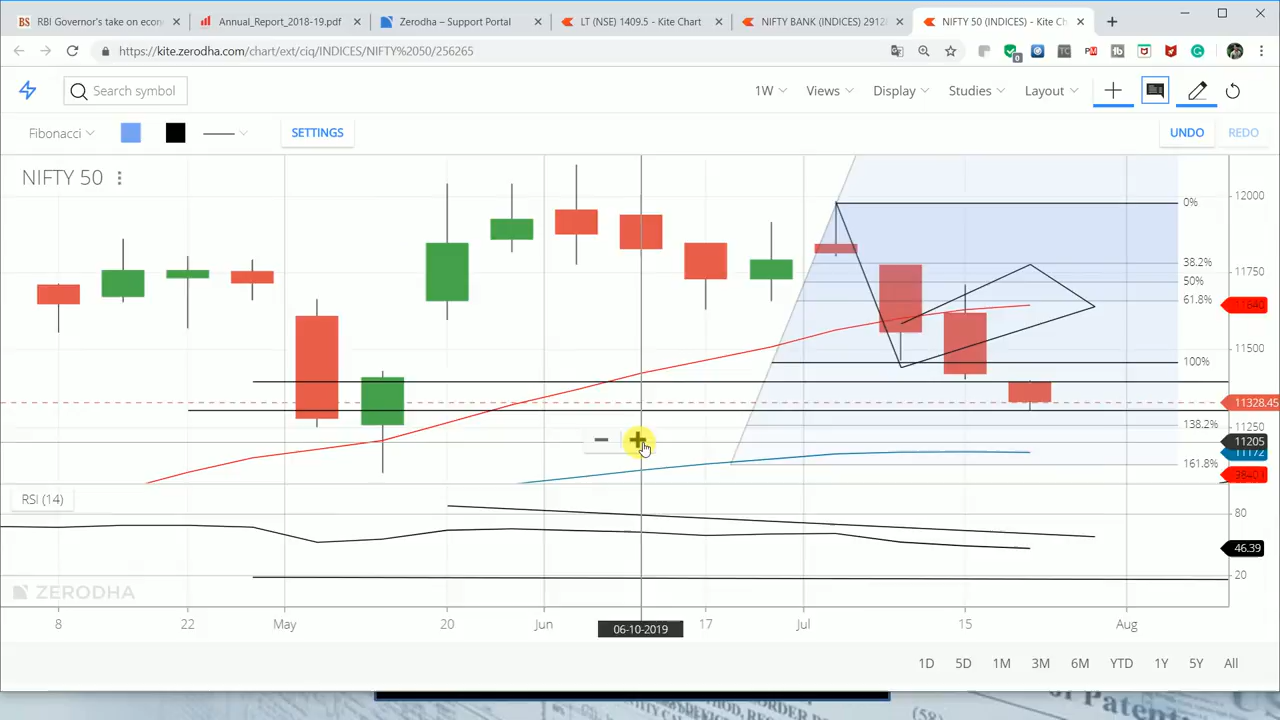 RBI Governor's take on econ
Annual_Report_2018-19.pdf
Zerodha – Support Portal
LT (NSE) 1409.5 - Kite Chart
NIFTY BANK (INDICES) 2912
NIFTY 50 (INDICES) - Kite Ch
https://kite.zerodha.com/chart/ext/ciq/INDICES/NIFTY%2050/256265
Search symbol
1W
Views
Display
Studies
Layout
Fibonacci
SETTINGS
UNDO
REDO
NIFTY 50
12000
0%
38.2%
11750
50%
61.8%
11640
11500
100%
11328.45
138.2%
11250
11205
11172
161.8%
RSI (14)
80
46.39
20
ZERODHA
8
22
May
20
Jun
17
Jul
15
Aug
06-10-2019
1D
5D
1M
3M
6M
YTD
1Y
5Y
All
of Patent
(58)